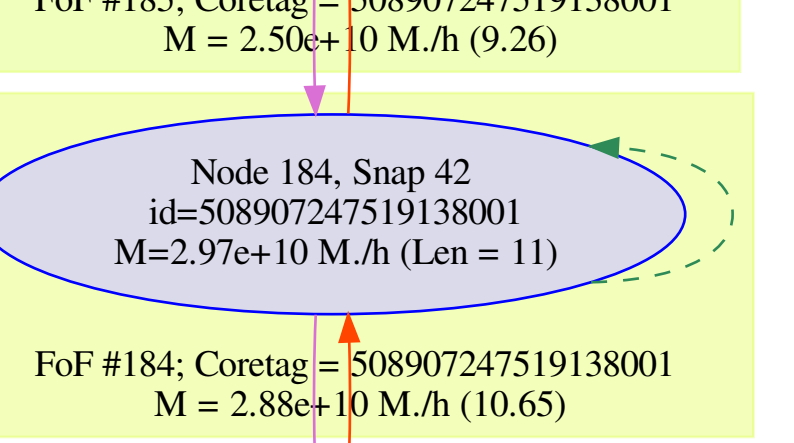 FoF #185; Coretag = 508907247519138001
M = 2.50e+10 M./h (9.26)
Node 184, Snap 42
id=508907247519138001
M=2.97e+10 M./h (Len = 11)
FoF #184; Coretag = 508907247519138001
M = 2.88e+10 M./h (10.65)